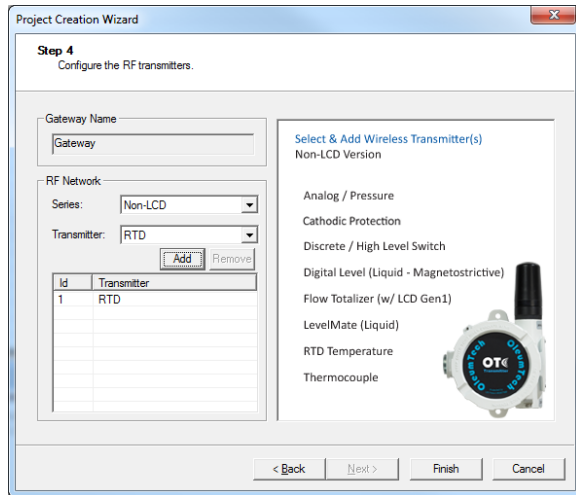 Project Creation Wizard
x
Step 4
Configure the RF transmitters.
Gateway Name
Gateway
RF Network
Series: Non-LCD
Transmitter: RTD
Add Remove
Id Transmitter
1 RTD
Select & Add Wireless Transmitter(s)
Non-LCD Version
Analog / Pressure
Cathodic Protection
Discrete / High Level Switch
Digital Level (Liquid - Magnetostrictive)
Flow Totalizer (w/ LCD Gen1)
LevelMate (Liquid)
RTD Temperature
Thermocouple
OleumTech
OleumTech
OTC
Transmitter
< Back Next > Finish Cancel